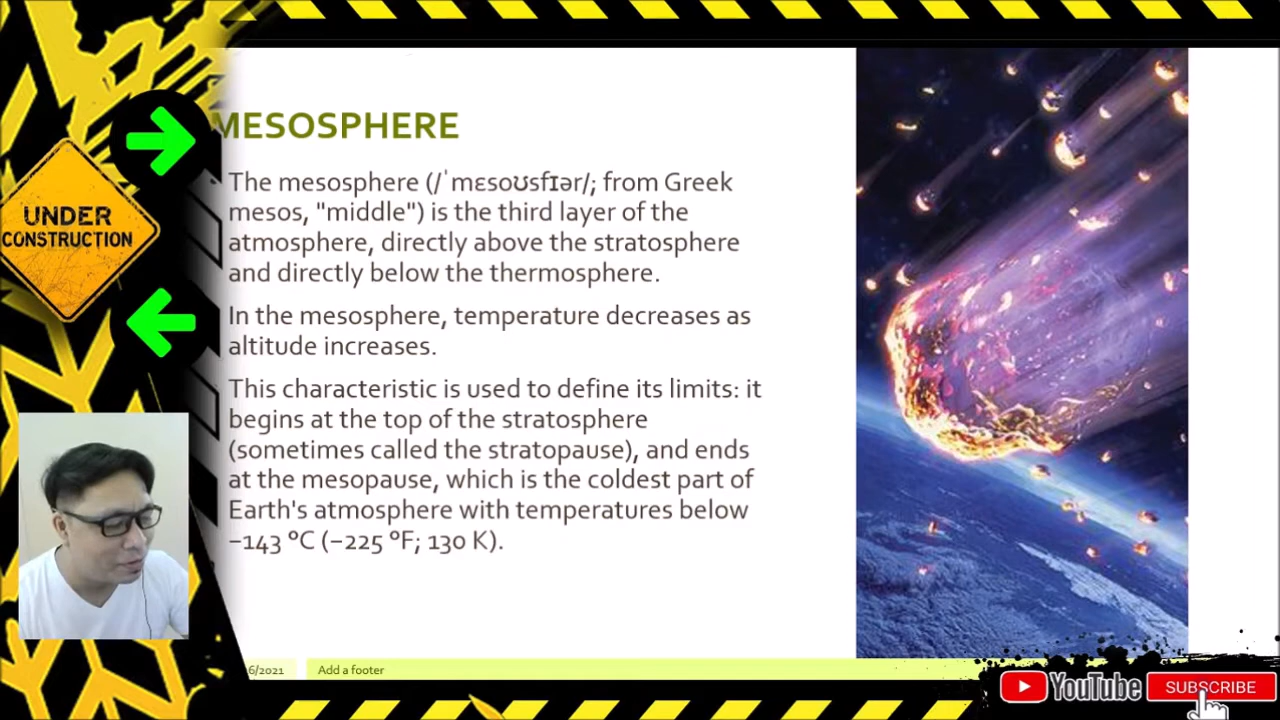 MESOSPHERE
The mesosphere (/ˈmɛsoʊsfɪər/; from Greek
mesos, "middle") is the third layer of the
atmosphere, directly above the stratosphere
and directly below the thermosphere.
In the mesosphere, temperature decreases as
altitude increases.
This characteristic is used to define its limits: it
begins at the top of the stratosphere
(sometimes called the stratopause), and ends
at the mesopause, which is the coldest part of
Earth's atmosphere with temperatures below
−143 °C (−225 °F; 130 K).
UNDER
CONSTRUCTION
6/2021
Add a footer
YouTube
SUBSCRIBE